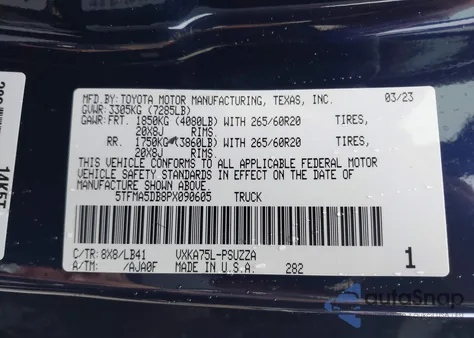 MFD.BY: TOYOTA MOTOR MANUFACTURING, TEXAS, INC. 03/23
GVWR: 3305KG (7285LB)
GAWR: FRT. 1850KG (4080LB) WITH 265/60R20 TIRES,
20X8J RIMS.
RR. 1750KG (3860LB) WITH 265/60R20 TIRES,
20X8J RIMS.
THIS VEHICLE CONFORMS TO ALL APPLICABLE FEDERAL MOTOR
VEHICLE SAFETY STANDARDS IN EFFECT ON THE DATE OF
MANUFACTURE SHOWN ABOVE.
5TFMA5DB8PX090605 TRUCK
C/TR: 8X8/LB41 VXKA75L-PSUZZA
A/TM: /AJA0F MADE IN U.S.A. 282 1
autoSnap